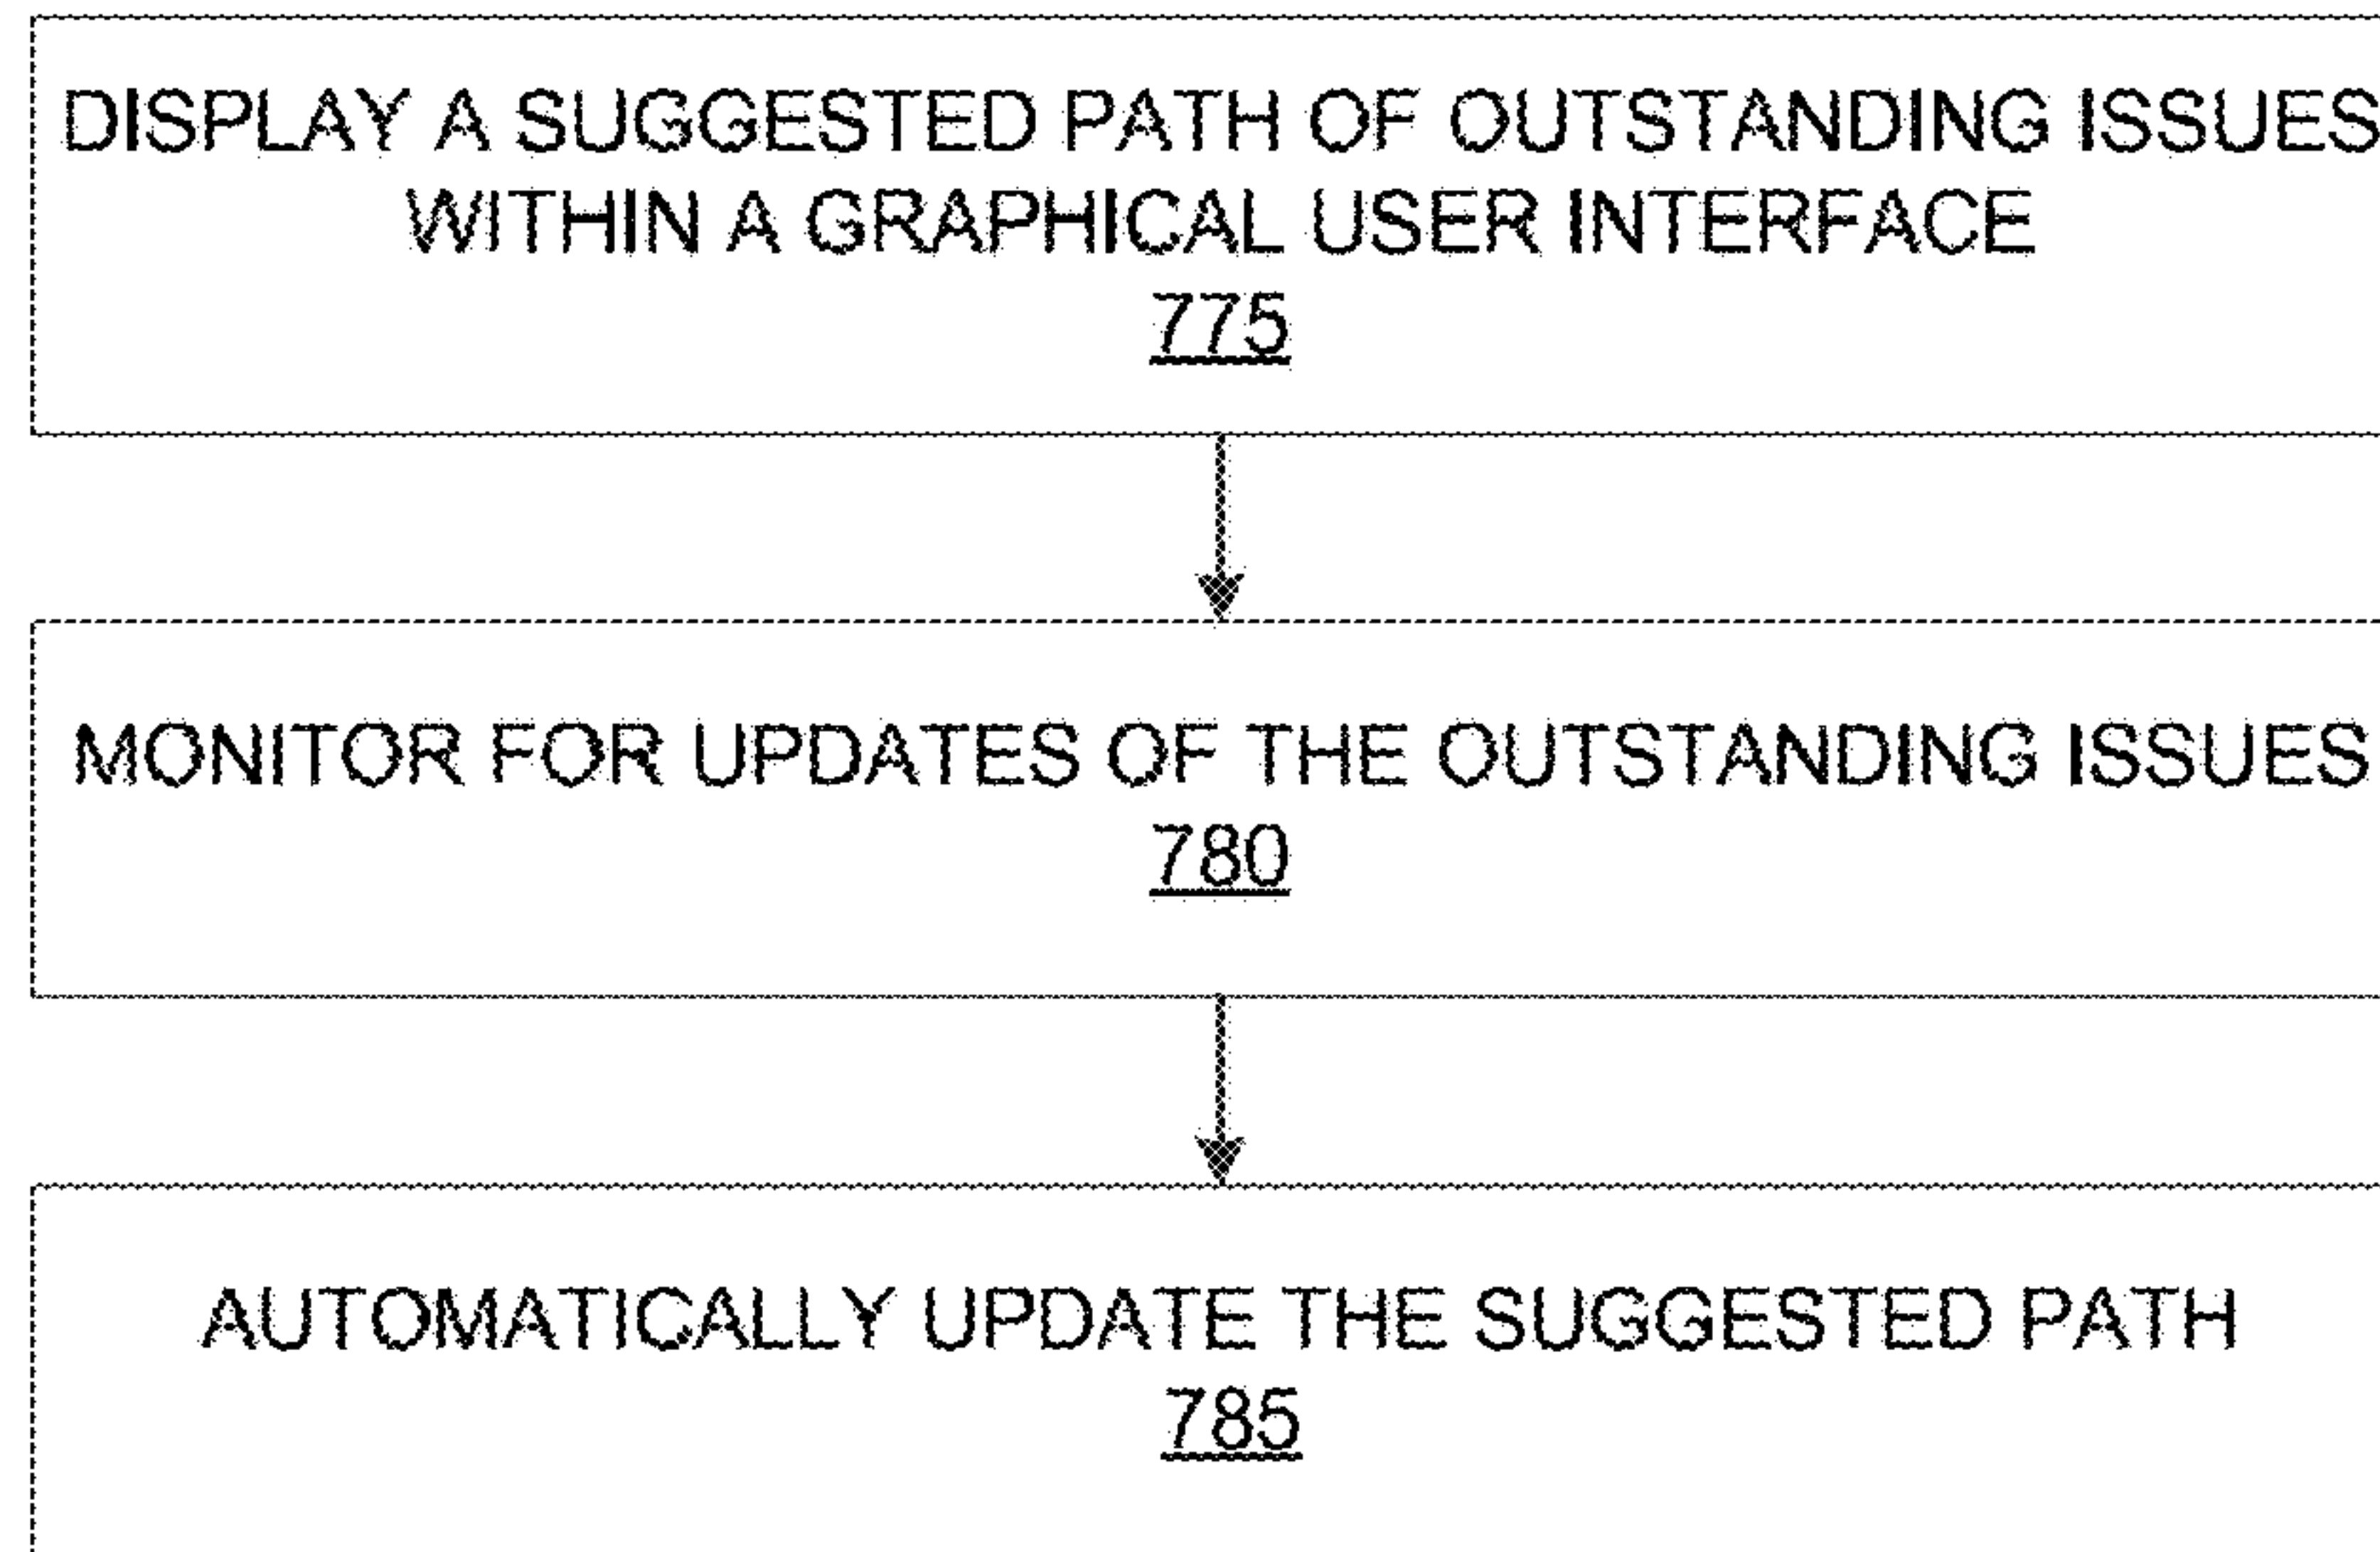 DISPLAY A SUGGESTED PATH OF OUTSTANDING ISSUES
WITHIN A GRAPHICAL USER INTERFACE
775
MONITOR FOR UPDATES OF THE OUTSTANDING ISSUES
780
AUTOMATICALLY UPDATE THE SUGGESTED PATH
785